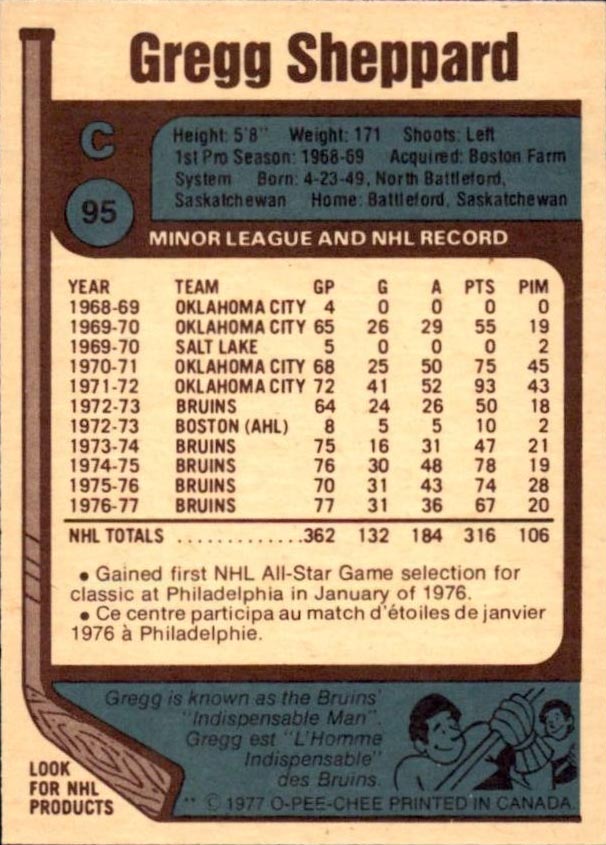 Gregg Sheppard
C
95
Height: 5'8" Weight: 171 Shoots: Left
1st Pro Season: 1968-69 Acquired: Boston Farm
System Born: 4-23-49, North Battleford,
Saskatchewan Home: Battleford, Saskatchewan
MINOR LEAGUE AND NHL RECORD
YEAR TEAM GP G A PTS PIM
1968-69 OKLAHOMA CITY 4 0 0 0 0
1969-70 OKLAHOMA CITY 65 26 29 55 19
1969-70 SALT LAKE 5 0 0 0 2
1970-71 OKLAHOMA CITY 68 25 50 75 45
1971-72 OKLAHOMA CITY 72 41 52 93 43
1972-73 BRUINS 64 24 26 50 18
1972-73 BOSTON (AHL) 8 5 5 10 2
1973-74 BRUINS 75 16 31 47 21
1974-75 BRUINS 76 30 48 78 19
1975-76 BRUINS 70 31 43 74 28
1976-77 BRUINS 77 31 36 67 20
NHL TOTALS .............362 132 184 316 106
• Gained first NHL All-Star Game selection for
classic at Philadelphia in January of 1976.
• Ce centre participa au match d'étoiles de janvier
1976 à Philadelphie.
Gregg is known as the Bruins'
"Indispensable Man".
Gregg est "L'Homme
Indispensable"
des Bruins.
LOOK
FOR NHL
PRODUCTS
** © 1977 O-PEE-CHEE PRINTED IN CANADA.